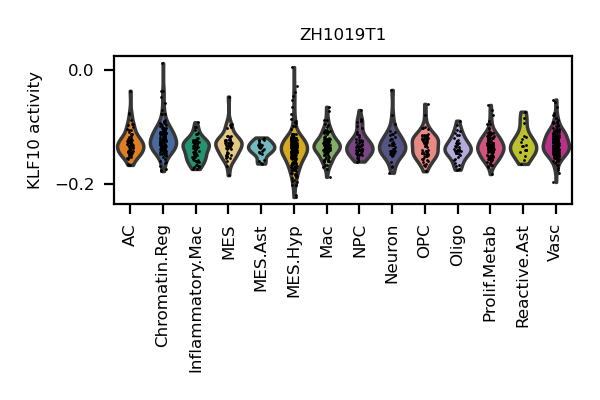 ZH1019T1
KLF10 activity
0.0
−0.2
AC
Chromatin.Reg
Inflammatory.Mac
MES
MES.Ast
MES.Hyp
Mac
NPC
Neuron
OPC
Oligo
Prolif.Metab
Reactive.Ast
Vasc